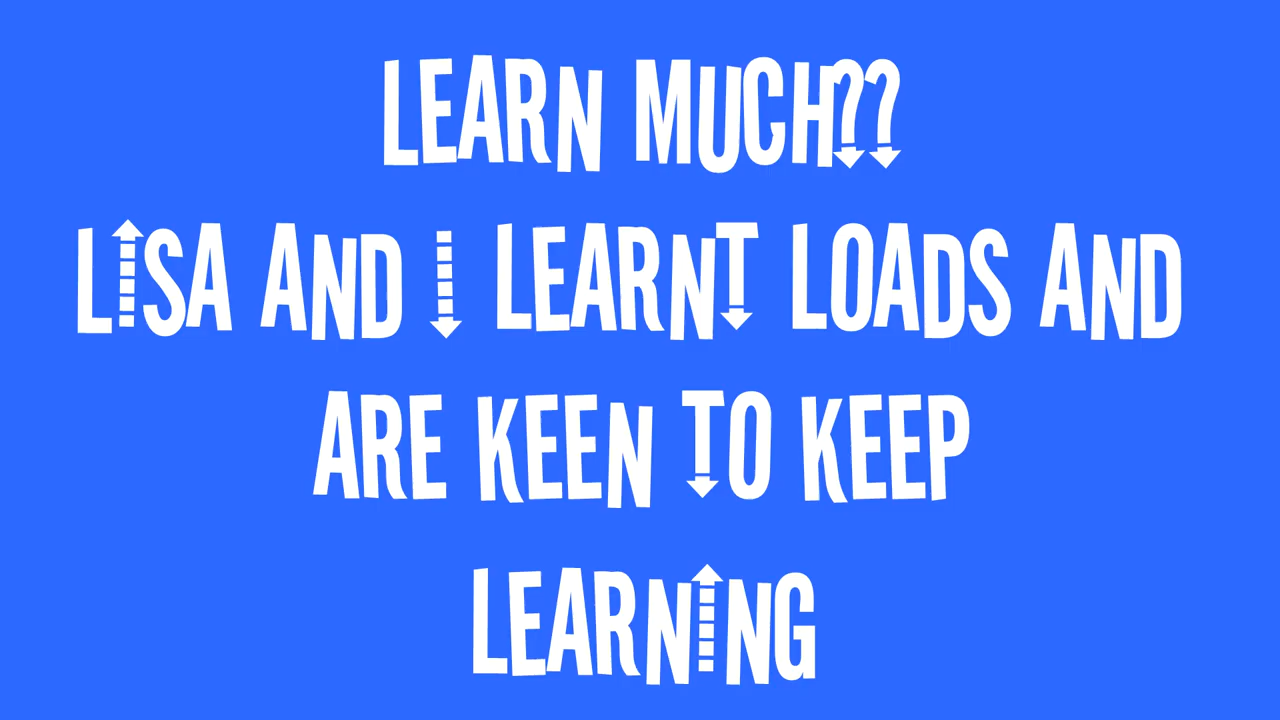 LEARN MUCH??
LISA AND I LEARNT LOADS AND
ARE KEEN TO KEEP
LEARNING